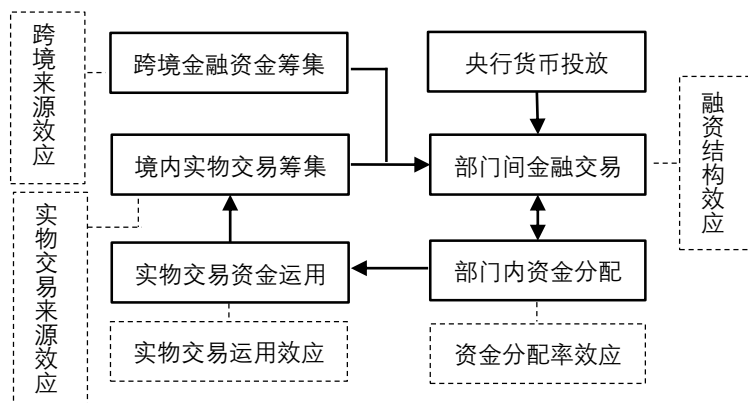 跨境来源效应
跨境金融资金筹集
央行货币投放
融资结构效应
境内实物交易筹集
部门间金融交易
实物交易来源效应
实物交易资金运用
部门内资金分配
实物交易运用效应
资金分配率效应